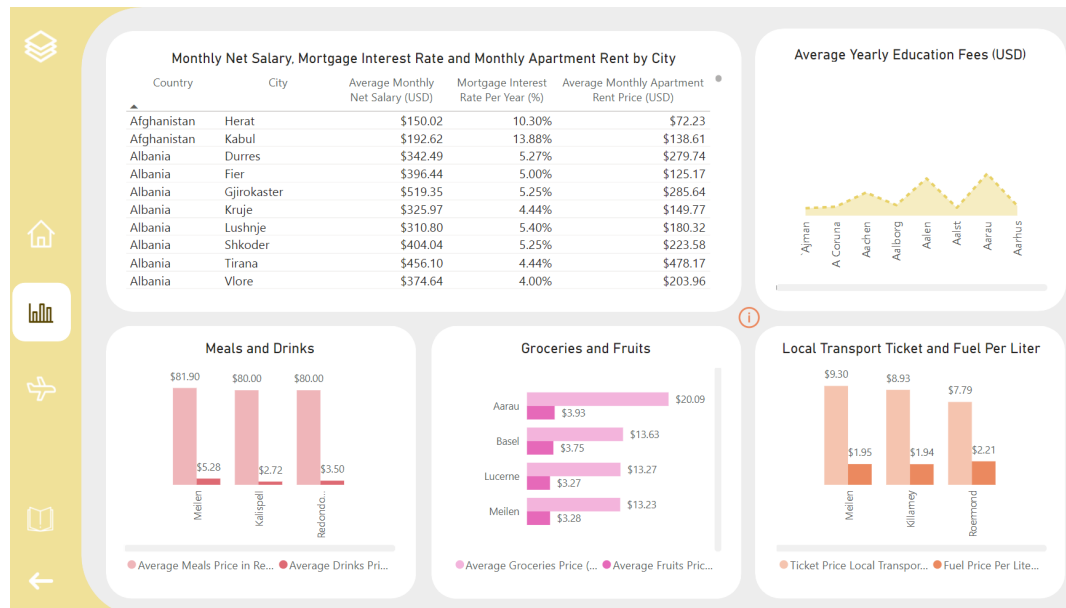 Monthly Net Salary, Mortgage Interest Rate and Monthly Apartment Rent by City
Country City Average Monthly Net Salary (USD) Mortgage Interest Rate Per Year (%) Average Monthly Apartment Rent Price (USD)
Afghanistan Herat $150.02 10.30% $72.23
Afghanistan Kabul $192.62 13.88% $138.61
Albania Durres $342.49 5.27% $279.74
Albania Fier $396.44 5.00% $125.17
Albania Gjirokaster $519.35 5.25% $285.64
Albania Kruje $325.97 4.44% $149.77
Albania Lushnje $310.80 5.40% $180.32
Albania Shkoder $404.04 5.25% $223.58
Albania Tirana $456.10 4.44% $478.17
Albania Vlore $374.64 4.00% $203.96
Average Yearly Education Fees (USD)
`Ajman
A Coruna
Aachen
Aalborg
Aalen
Aalst
Aarau
Aarhus
i
Meals and Drinks
$81.90 $80.00 $80.00
$5.28 $2.72 $3.50
Meilen
Kalispell
Redondo...
Average Meals Price in Re... Average Drinks Pri...
Groceries and Fruits
Aarau $20.09
$3.93
Basel $13.63
$3.75
Lucerne $13.27
$3.27
Meilen $13.23
$3.28
Average Groceries Price (... Average Fruits Pric...
Local Transport Ticket and Fuel Per Liter
$9.30 $8.93 $7.79
$1.95 $1.94 $2.21
Meilen
Killarney
Roermond
Ticket Price Local Transpor... Fuel Price Per Lite...